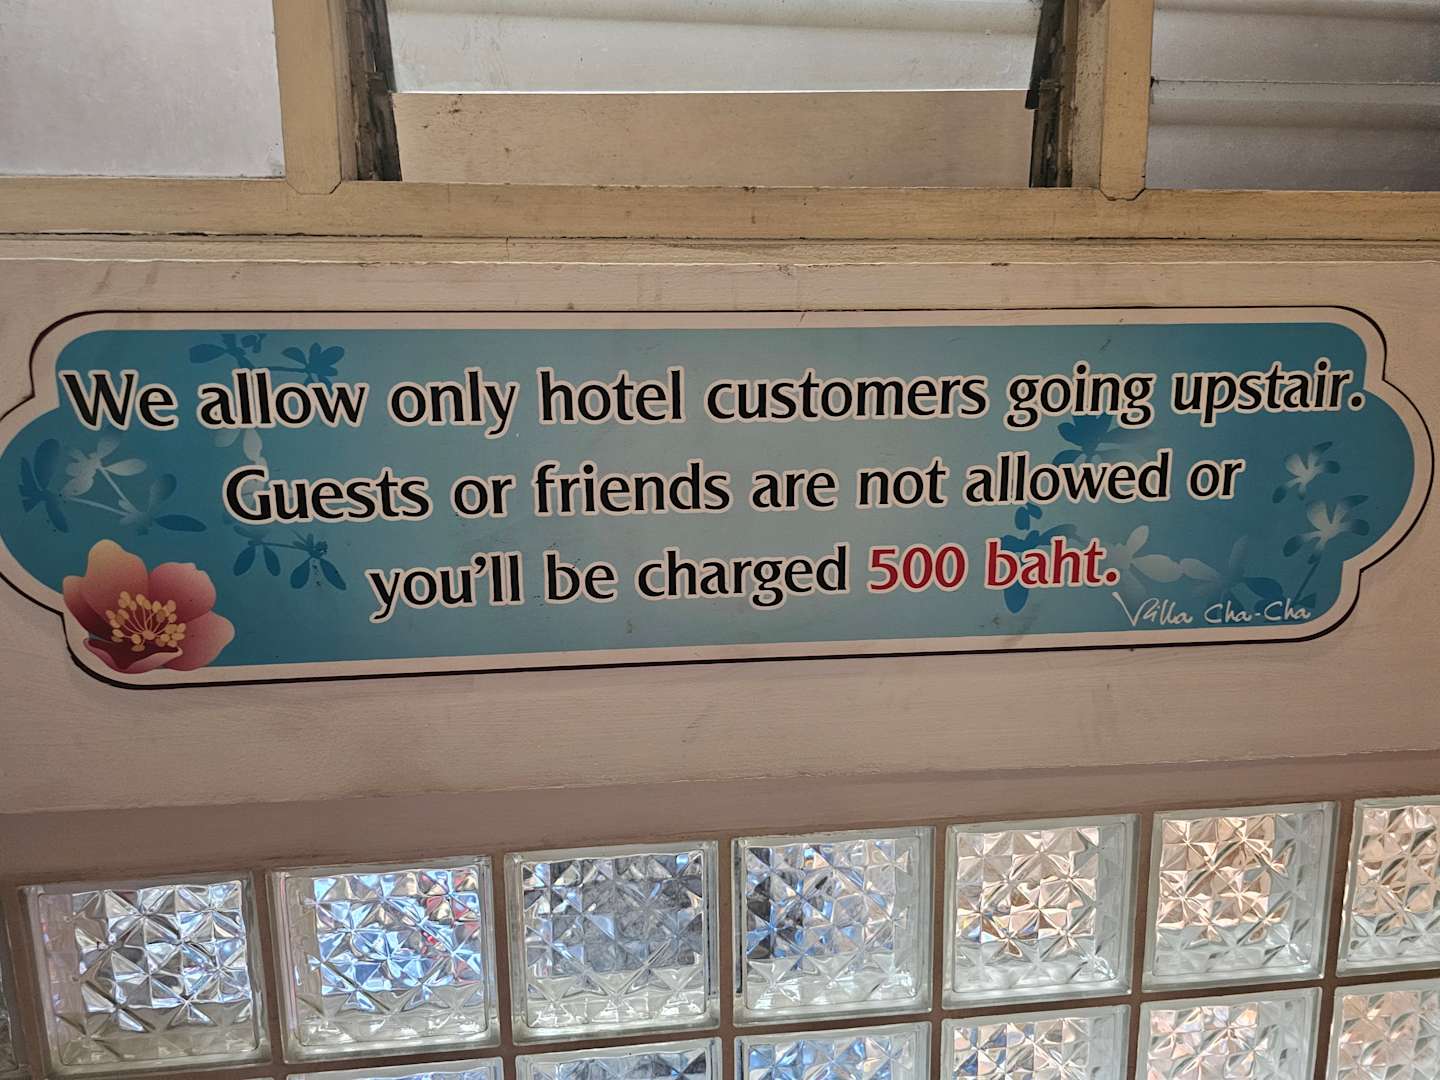 We allow only hotel customers going upstair.
Guests or friends are not allowed or
you'll be charged 500 baht.
Villa Cha-Cha